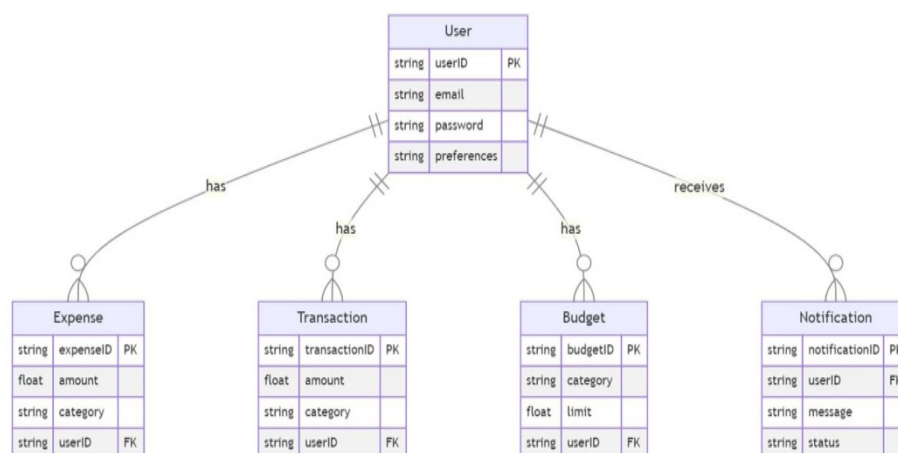 User
string userID PK
string email
string password
string preferences
has
has
has
receives
Expense
string expenseID PK
float amount
string category
string userID FK
Transaction
string transactionID PK
float amount
string category
string userID FK
Budget
string budgetID PK
string category
float limit
string userID FK
Notification
string notificationID PK
string userID FK
string message
string status